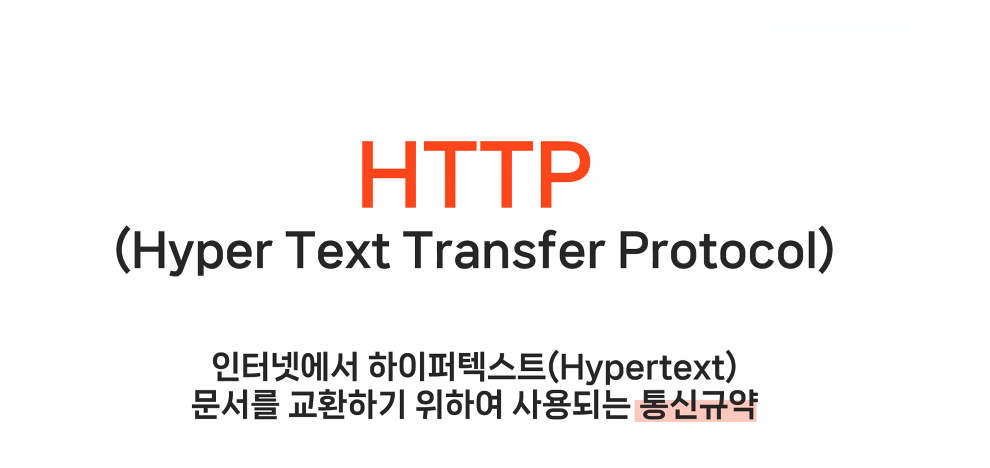 HTTP
(Hyper Text Transfer Protocol)
인터넷에서 하이퍼텍스트(Hypertext)
문서를 교환하기 위하여 사용되는 통신규약